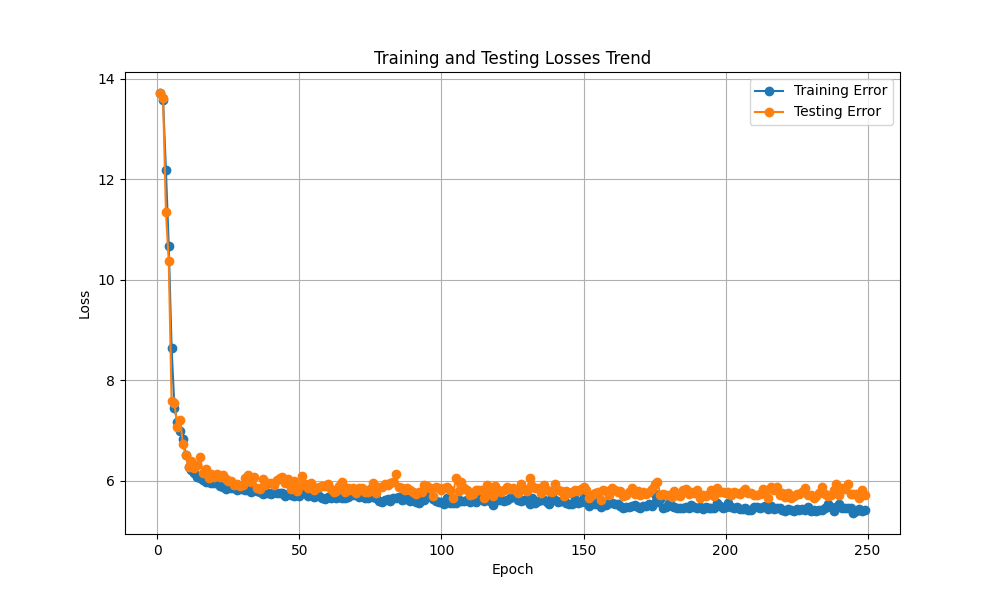 Training and Testing Losses Trend
14
12
10
8
6
Loss
Training Error
Testing Error
0 50 100 150 200 250
Epoch